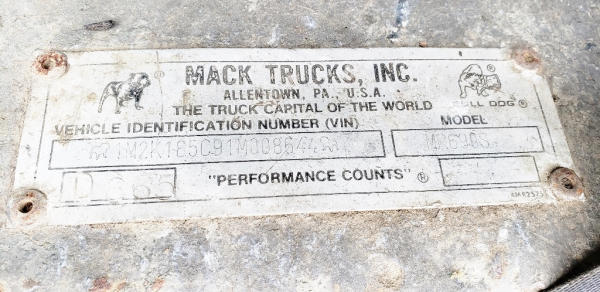 MACK TRUCKS, INC.
ALLENTOWN, PA., U.S.A.
THE TRUCK CAPITAL OF THE WORLD
BULL DOG®
VEHICLE IDENTIFICATION NUMBER (VIN)
MODEL
"PERFORMANCE COUNTS"®